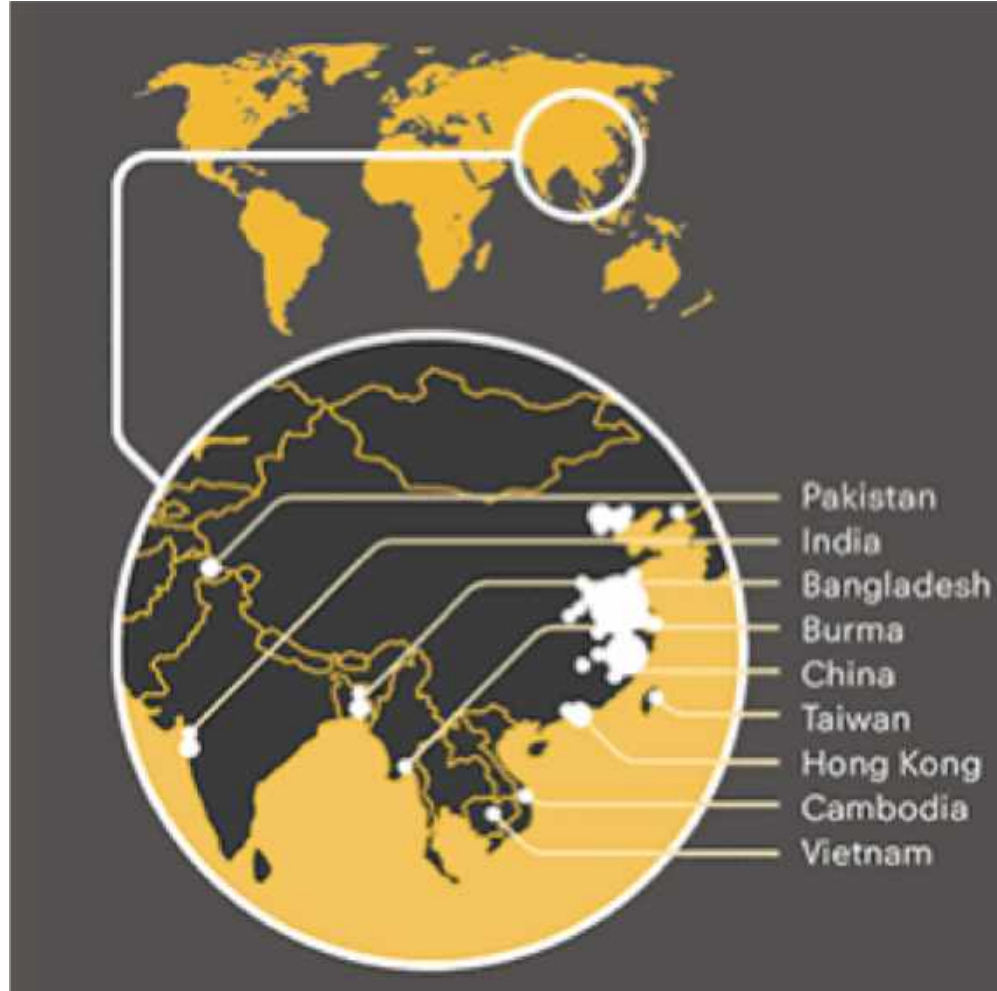 Pakistan
India
Bangladesh
Burma
China
Taiwan
Hong Kong
Cambodia
Vietnam